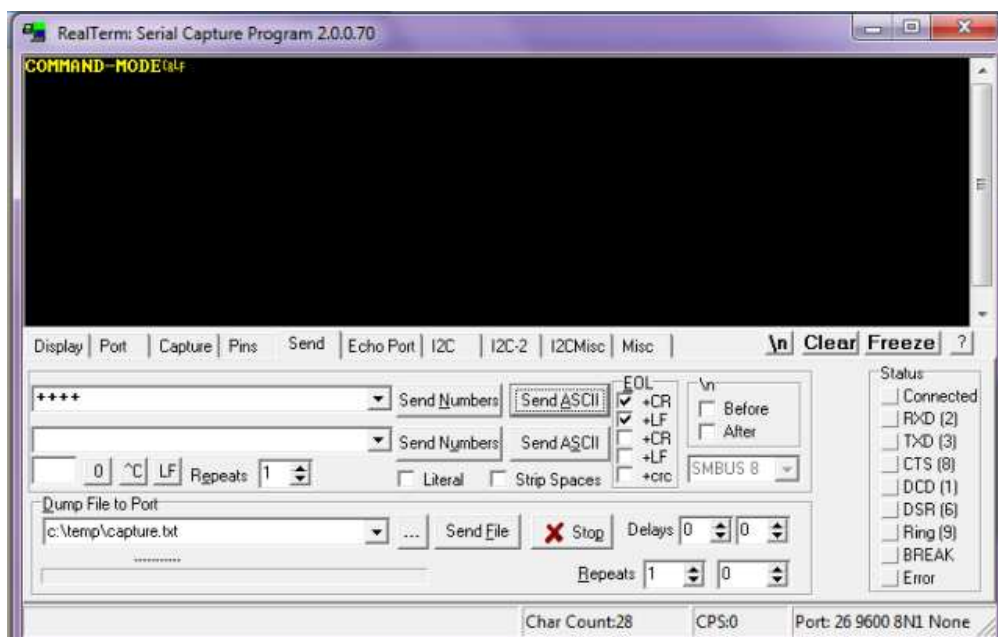 RealTerm: Serial Capture Program 2.0.0.70
COMMAND-MODE CR LF
Display Port Capture Pins Send Echo Port I2C I2C-2 I2CMisc Misc \n Clear Freeze ?
++++ Send Numbers Send ASCII
EOL
+CR
+LF
+CR
+LF
+crc
\n
Before
After
Send Numbers Send ASCII
0 ^C LF Repeats 1
Literal Strip Spaces
SMBUS 8
Dump File to Port
c:\temp\capture.txt ... Send File Stop Delays 0 0
Repeats 1 0
Status
Connected
RXD (2)
TXD (3)
CTS (8)
DCD (1)
DSR (6)
Ring (9)
BREAK
Error
Char Count:28 CPS:0 Port: 26 9600 8N1 None